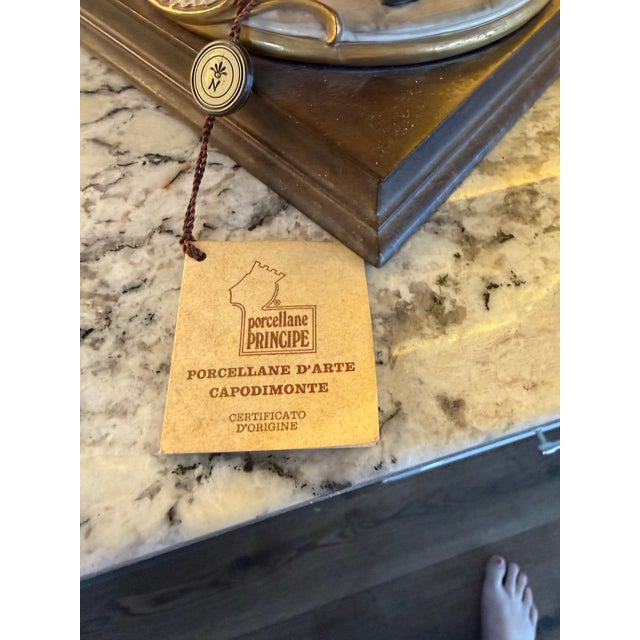 N
®
porcellane
PRINCIPE
PORCELLANE D'ARTE
CAPODIMONTE
CERTIFICATO
D'ORIGINE